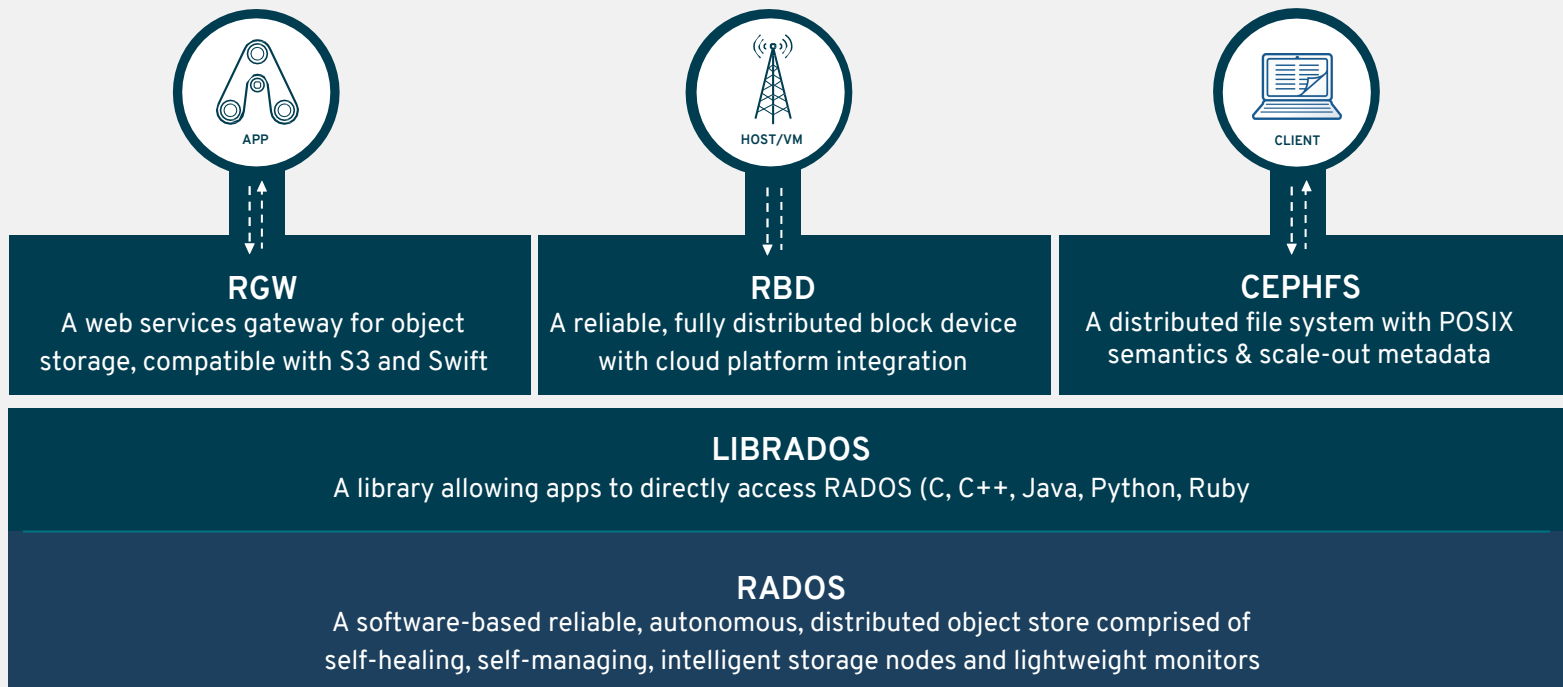 APP
HOST/VM
CLIENT
RGW
A web services gateway for object
storage, compatible with S3 and Swift
RBD
A reliable, fully distributed block device
with cloud platform integration
CEPHFS
A distributed file system with POSIX
semantics & scale-out metadata
LIBRADOS
A library allowing apps to directly access RADOS (C, C++, Java, Python, Ruby
RADOS
A software-based reliable, autonomous, distributed object store comprised of
self-healing, self-managing, intelligent storage nodes and lightweight monitors